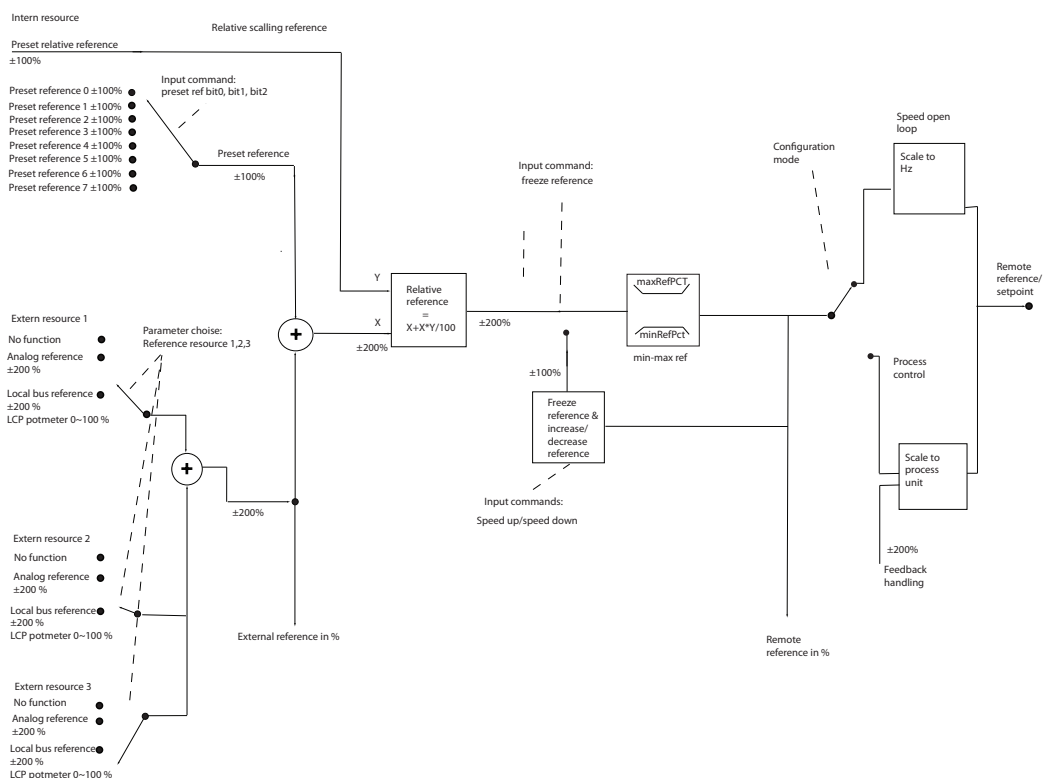 Intern resource
Relative scalling reference
Preset relative reference
±100%
Input command:
preset ref bit0, bit1, bit2
Preset reference 0 ±100%
Preset reference 1 ±100%
Preset reference 2 ±100%
Preset reference 3 ±100%
Preset reference 4 ±100%
Preset reference 5 ±100%
Preset reference 6 ±100%
Preset reference 7 ±100%
Preset reference
±100%
Input command:
freeze reference
Configuration
mode
Speed open
loop
Scale to
Hz
Y
X
±200%
Relative
reference
=
X+X*Y/100
±200%
maxRefPCT
minRefPct
min-max ref
Remote
reference/
setpoint
Extern resource 1
No function
Analog reference
±200 %
Local bus reference
±200 %
LCP potmeter 0~100 %
Parameter choise:
Reference resource 1,2,3
+
+
±200%
±100%
Freeze
reference &
increase/
decrease
reference
Input commands:
Speed up/speed down
Process
control
Scale to
process
unit
±200%
Feedback
handling
Extern resource 2
No function
Analog reference
±200 %
Local bus reference
±200 %
LCP potmeter 0~100 %
External reference in %
Remote
reference in %
Extern resource 3
No function
Analog reference
±200 %
Local bus reference
±200 %
LCP potmeter 0~100 %